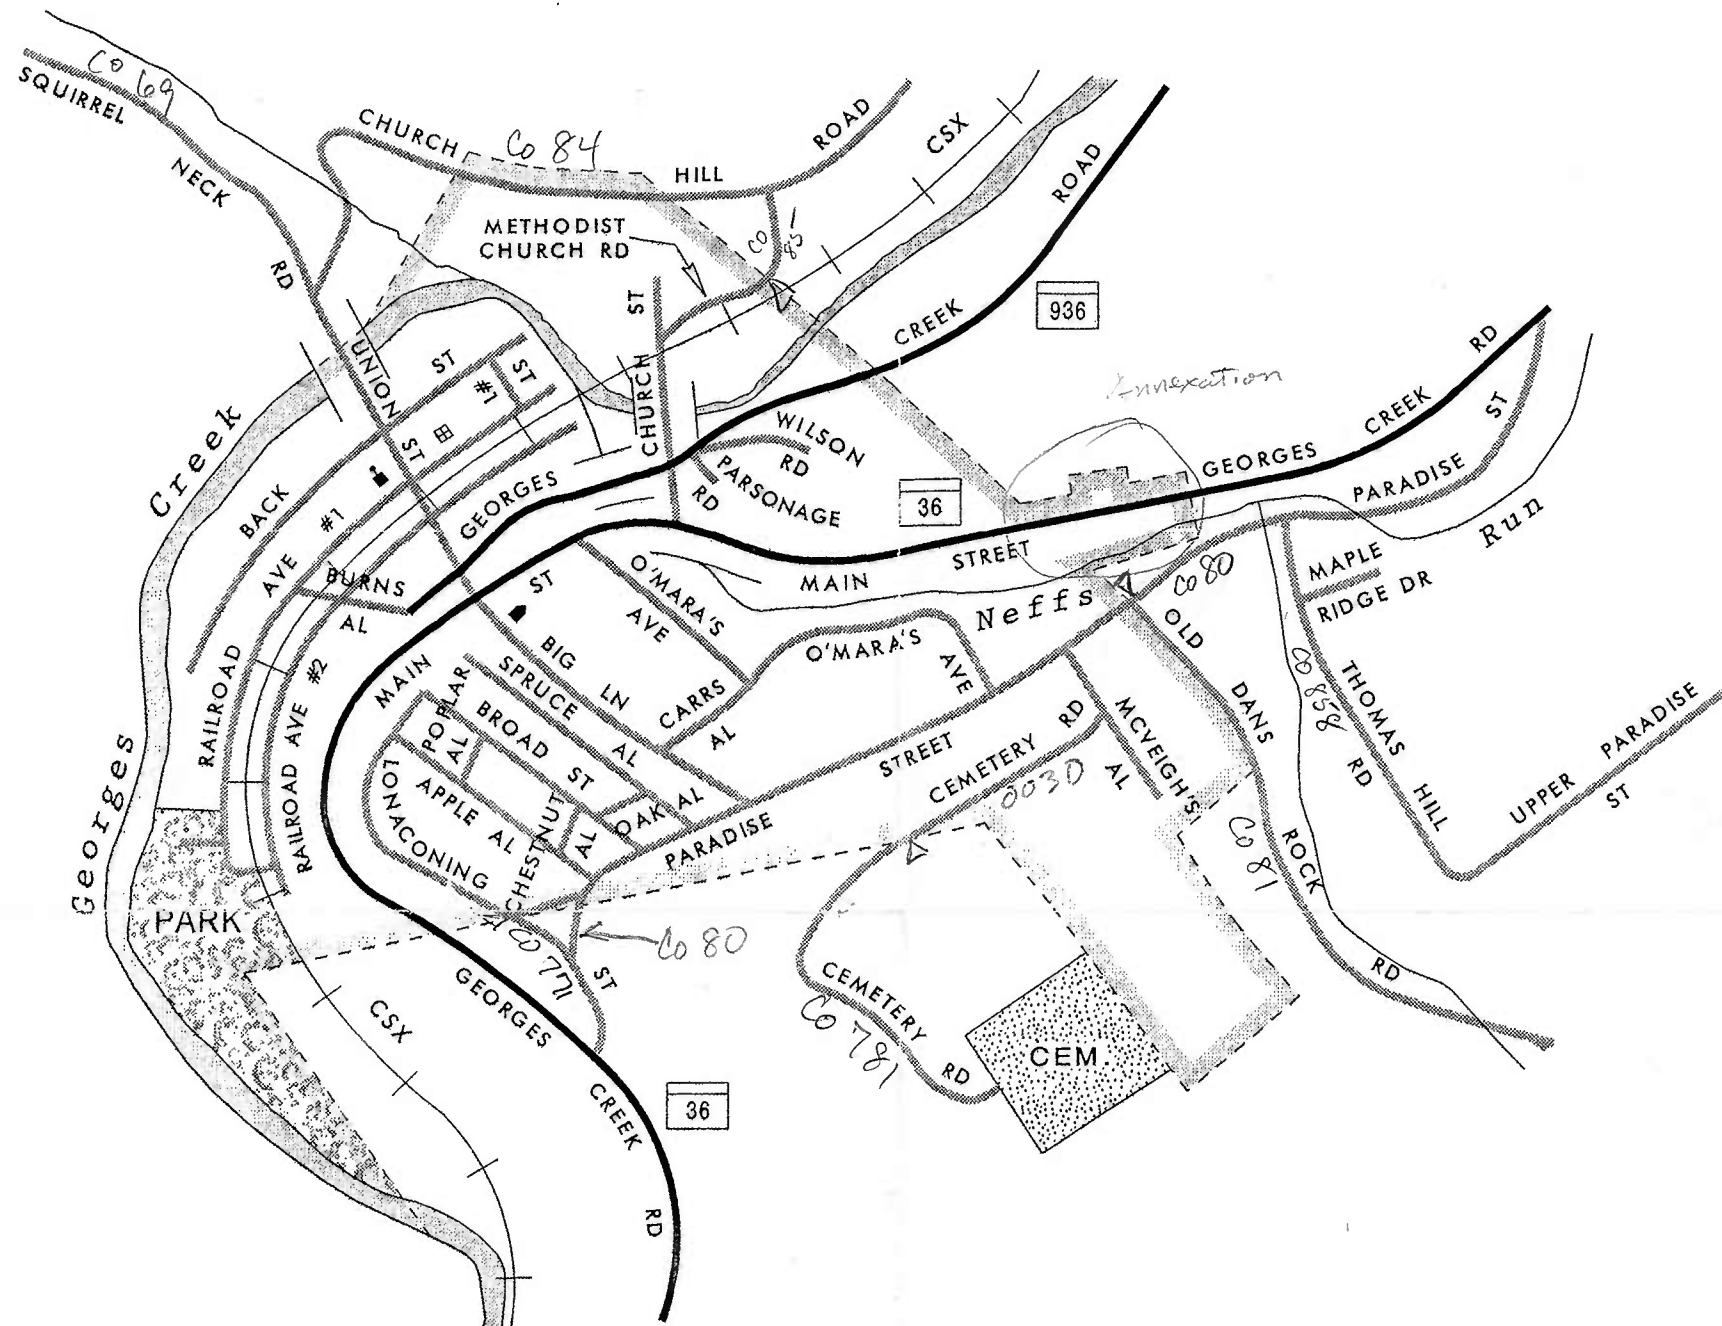 Co 69
SQUIRREL NECK RD
CHURCH HILL ROAD
Co 84
CSX
GEORGES CREEK ROAD
METHODIST
CHURCH RD
Co 85
936
CHURCH ST
UNION ST
BACK ST
ST #1
Annexation
GEORGES CREEK RD
Georges Creek
WILSON RD
PARSONAGE RD
36
PARADISE ST
Neffs Run
MAIN STREET
RAILROAD AVE #1
BURNS AL
O'MARA'S AVE
Co 80
MAPLE
RIDGE DR
RAILROAD AVE #2
MAIN ST
BIG LN
CARRS AL
O'MARA'S AVE
OLD DANS ROCK RD
Co 858
THOMAS HILL RD
UPPER PARADISE ST
POPLAR AL
SPRUCE AL
BROAD ST
APPLE AL
CHESTNUT AL
OAK AL
PARADISE STREET
CEMETERY RD
MCVEIGH'S AL
0030
Co 81
LONACONING ST
PARK
Co 771
Co 80
CSX
GEORGES CREEK RD
CEMETERY RD
Co 781
CEM.
36